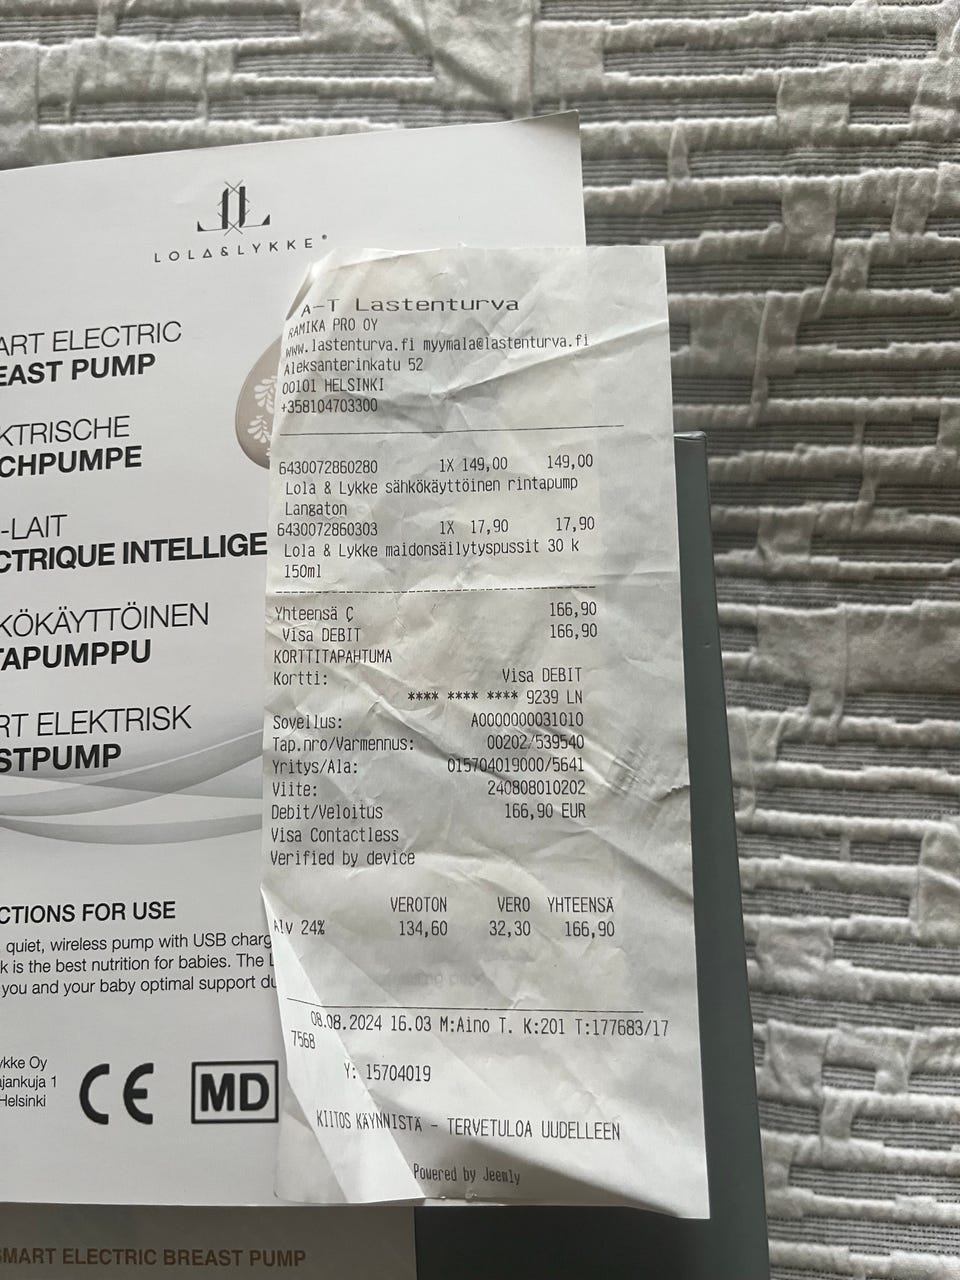 LOLA&LYKKE®
ART ELECTRIC
EAST PUMP
KTRISCHE
CHPUMPE
-LAIT
CTRIQUE INTELLIGE
KÖKÄYTTÖINEN
TAPUMPPU
RT ELEKTRISK
STPUMP
CTIONS FOR USE
quiet, wireless pump with USB charg
k is the best nutrition for babies. The L
you and your baby optimal support du
ykke Oy
ajankuja 1
Helsinki
CE MD
SMART ELECTRIC BREAST PUMP
A-T Lastenturva
RAMIKA PRO OY
www.lastenturva.fi myymala@lastenturva.fi
Aleksanterinkatu 52
00101 HELSINKI
+358104703300
6430072860280 1X 149,00 149,00
Lola & Lykke sähkökäyttöinen rintapump
Langaton
6430072860303 1X 17,90 17,90
Lola & Lykke maidonsäilytyspussit 30 k
150ml
Yhteensä Ç 166,90
Visa DEBIT 166,90
KORTTITAPAHTUMA
Kortti: Visa DEBIT
**** **** **** 9239 LN
Sovellus: A0000000031010
Tap.nro/Varmennus: 00202/539540
Yritys/Ala: 015704019000/5641
Viite: 240808010202
Debit/Veloitus 166,90 EUR
Visa Contactless
Verified by device
VEROTON VERO YHTEENSÄ
Alv 24% 134,60 32,30 166,90
08.08.2024 16.03 M:Aino T. K:201 T:177683/17
7568
Y: 15704019
KIITOS KÄYNNISTÄ - TERVETULOA UUDELLEEN
Powered by Jeemly